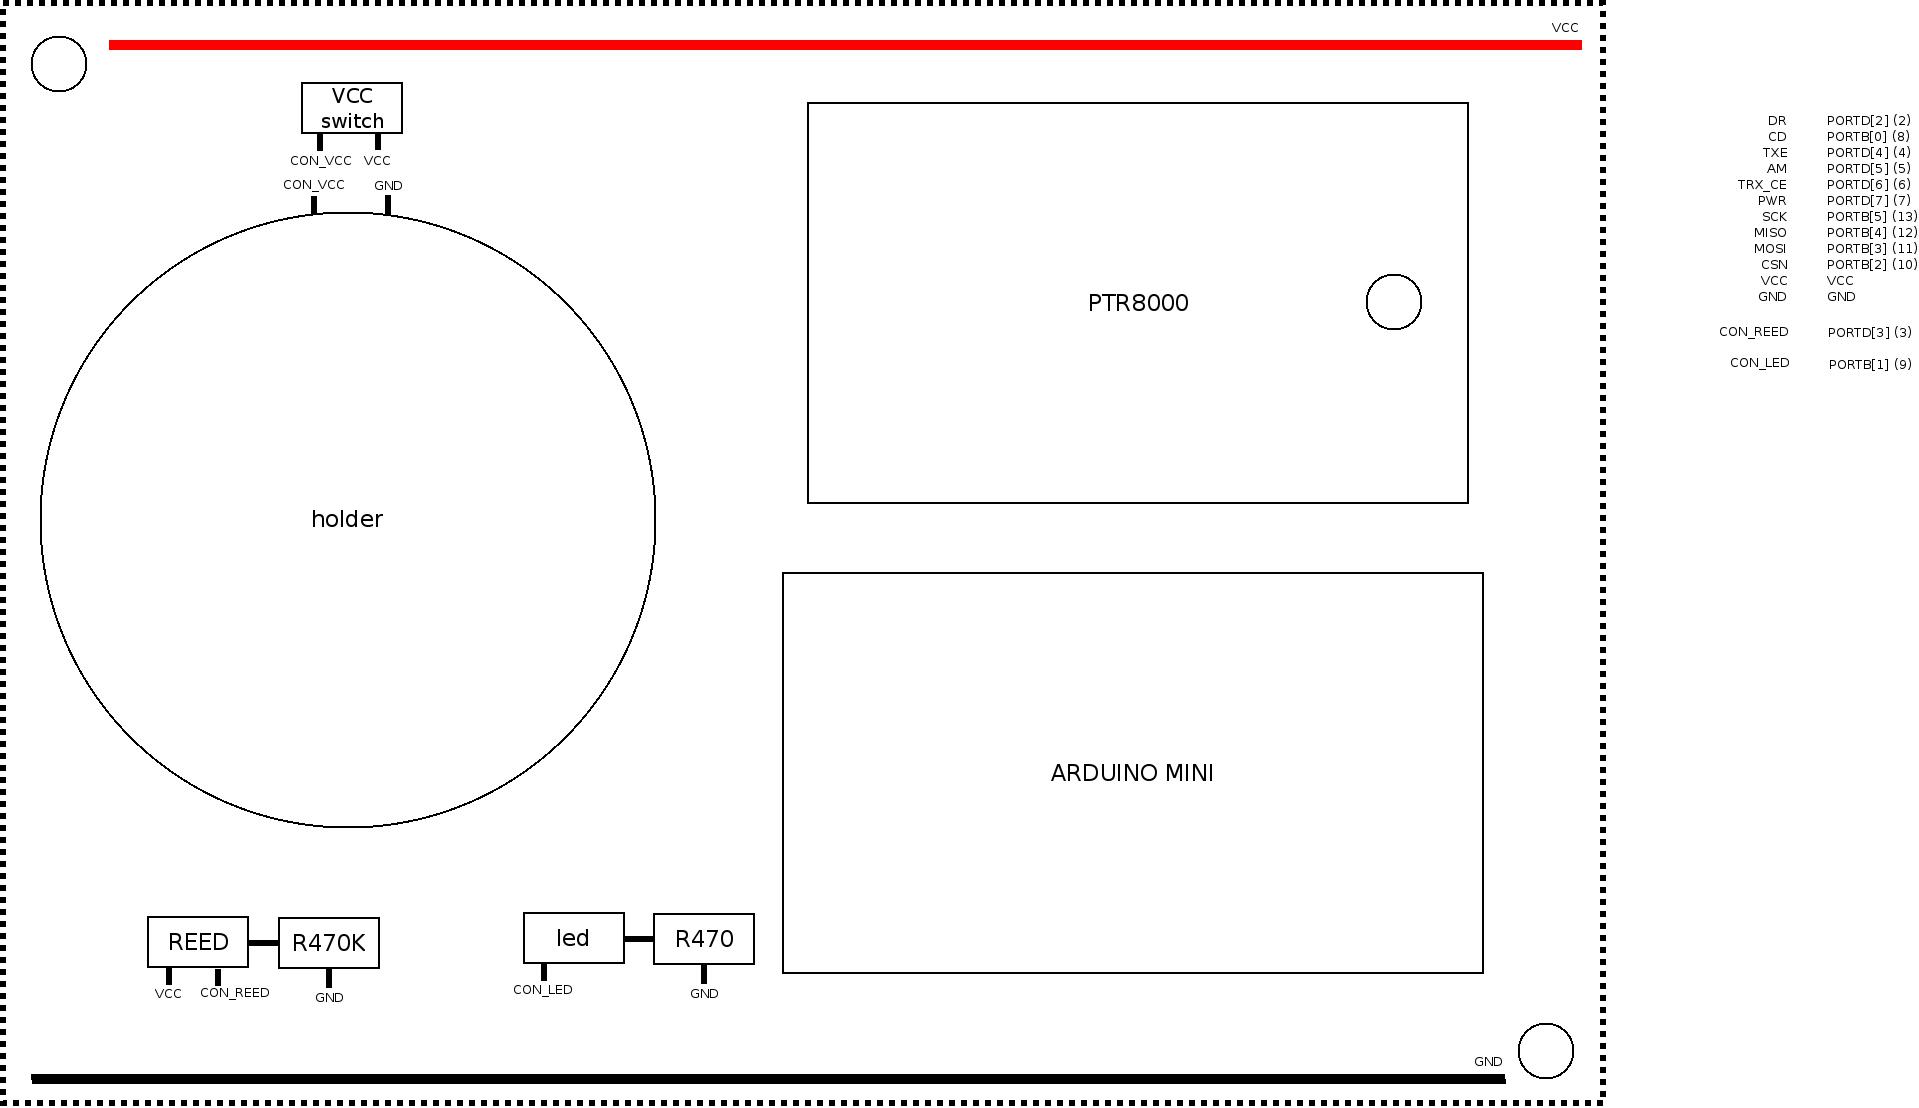 VCC
VCC
switch
CON_VCC VCC
CON_VCC GND
holder
PTR8000
ARDUINO MINI
REED R470K
VCC CON_REED GND
led R470
CON_LED GND
GND
DR PORTD[2] (2)
CD PORTB[0] (8)
TXE PORTD[4] (4)
AM PORTD[5] (5)
TRX_CE PORTD[6] (6)
PWR PORTD[7] (7)
SCK PORTB[5] (13)
MISO PORTB[4] (12)
MOSI PORTB[3] (11)
CSN PORTB[2] (10)
VCC VCC
GND GND
CON_REED PORTD[3] (3)
CON_LED PORTB[1] (9)